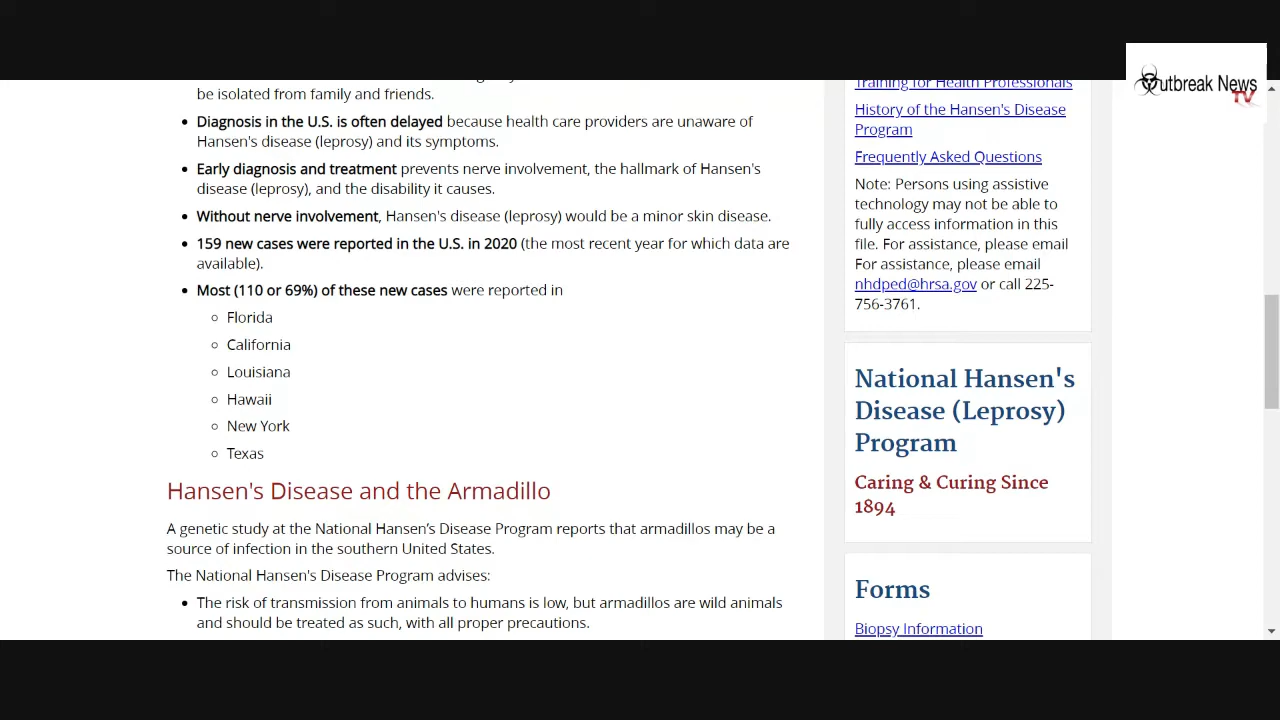 be isolated from family and friends.
Diagnosis in the U.S. is often delayed because health care providers are unaware of
Hansen's disease (leprosy) and its symptoms.
Early diagnosis and treatment prevents nerve involvement, the hallmark of Hansen's
disease (leprosy), and the disability it causes.
Without nerve involvement, Hansen's disease (leprosy) would be a minor skin disease.
159 new cases were reported in the U.S. in 2020 (the most recent year for which data are
available).
Most (110 or 69%) of these new cases were reported in
Florida
California
Louisiana
Hawaii
New York
Texas
Hansen's Disease and the Armadillo
A genetic study at the National Hansen’s Disease Program reports that armadillos may be a
source of infection in the southern United States.
The National Hansen's Disease Program advises:
The risk of transmission from animals to humans is low, but armadillos are wild animals
and should be treated as such, with all proper precautions.
Training for Health Professionals
History of the Hansen's Disease
Program
Frequently Asked Questions
Note: Persons using assistive
technology may not be able to
fully access information in this
file. For assistance, please email
For assistance, please email
nhdped@hrsa.gov or call 225-
756-3761.
National Hansen's
Disease (Leprosy)
Program
Caring & Curing Since
1894
Forms
Biopsy Information
Outbreak News
TV